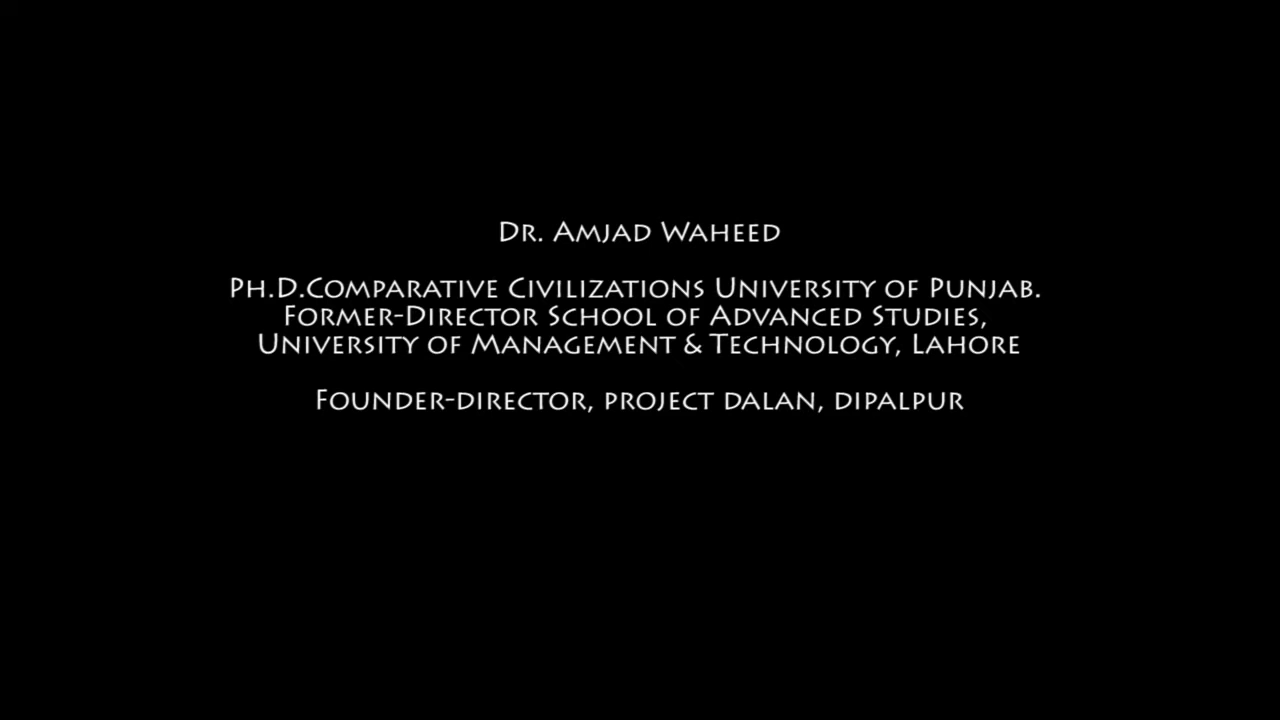 Dr. Amjad Waheed
Ph.D.Comparative Civilizations University of Punjab.
Former-Director School of Advanced Studies,
University of Management & Technology, Lahore
Founder-director, project dalan, dipalpur